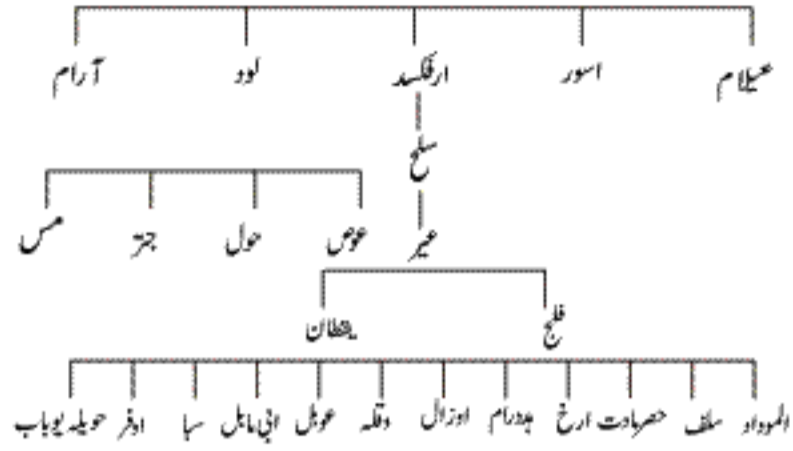 عیلام اسور ارفکسد لود آرام
سلح
عوص حول جتر مس
عبر
فلج یقطان
الموداد سلف حصرمادت ارخ ہدورام اوزال دقلہ عوبل ابی مایل سبا اوفر حویلہ یوباب